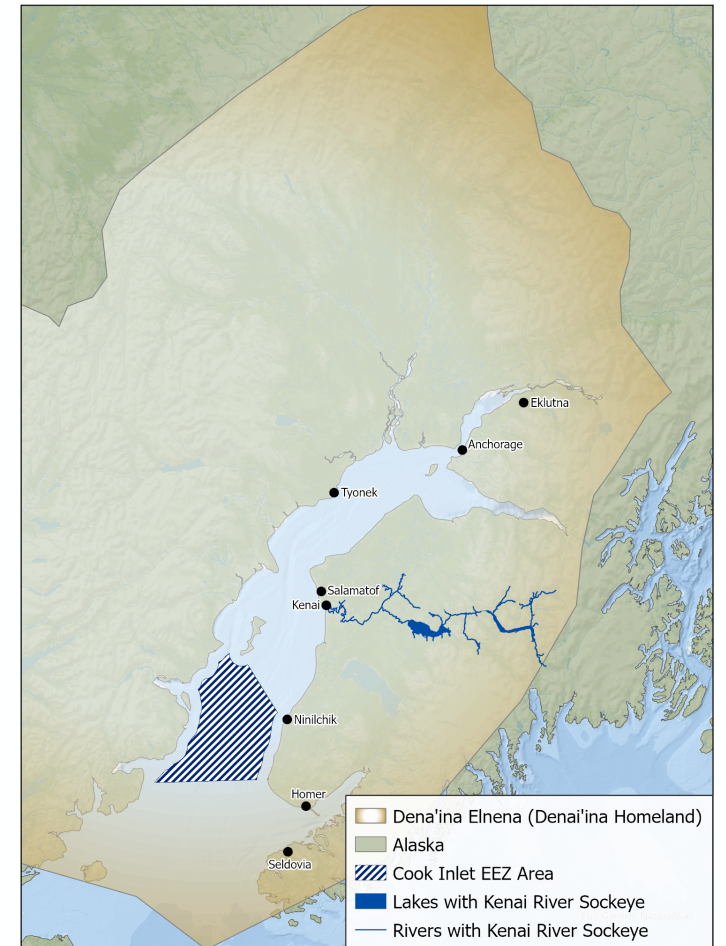 Eklutna
Anchorage
Tyonek
Salamatof
Kenai
Ninilchik
Homer
Seldovia
Dena'ina Elnena (Denai'ina Homeland)
Alaska
Cook Inlet EEZ Area
Lakes with Kenai River Sockeye
Rivers with Kenai River Sockeye